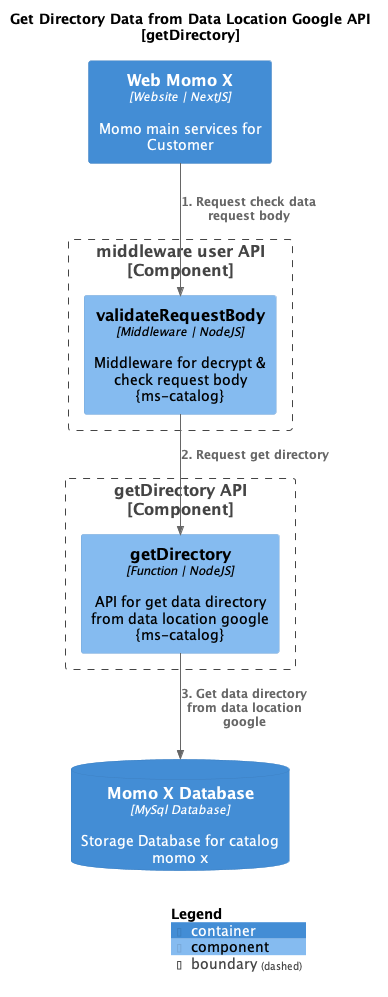 Get Directory Data from Data Location Google API
[getDirectory]
Web Momo X
[Website | NextJS]
Momo main services for
Customer
1. Request check data
request body
middleware user API
[Component]
validateRequestBody
[Middleware | NodeJS]
Middleware for decrypt &
check request body
{ms-catalog}
2. Request get directory
getDirectory API
[Component]
getDirectory
[Function | NodeJS]
API for get data directory
from data location google
{ms-catalog}
3. Get data directory
from data location
google
Momo X Database
[MySql Database]
Storage Database for catalog
momo x
Legend
container
component
boundary (dashed)